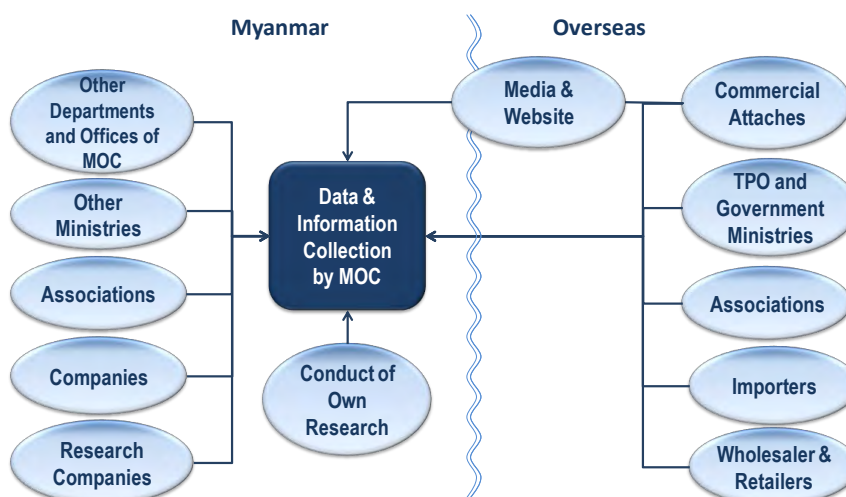 Myanmar
Overseas
Other
Departments
and Offices of
MOC
Other
Ministries
Associations
Companies
Research
Companies
Data &
Information
Collection
by MOC
Conduct of
Own
Research
Media &
Website
Commercial
Attaches
TPO and
Government
Ministries
Associations
Importers
Wholesaler &
Retailers